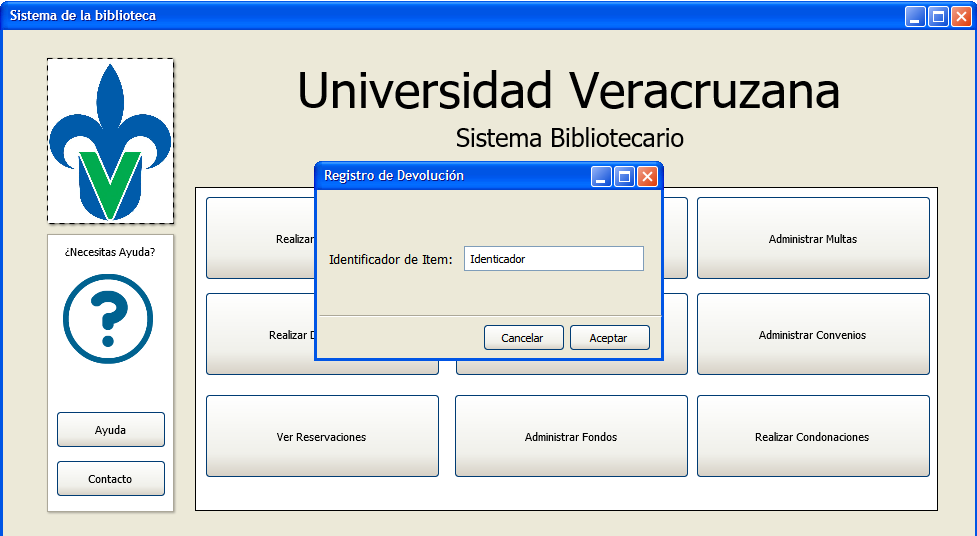 Sistema de la biblioteca
Universidad Veracruzana
Sistema Bibliotecario
¿Necesitas Ayuda?
Ayuda
Contacto
Registro de Devolución
Identificador de Item:
Identicador
Cancelar
Aceptar
Realizar
Administrar Multas
Realizar D
Administrar Convenios
Ver Reservaciones
Administrar Fondos
Realizar Condonaciones